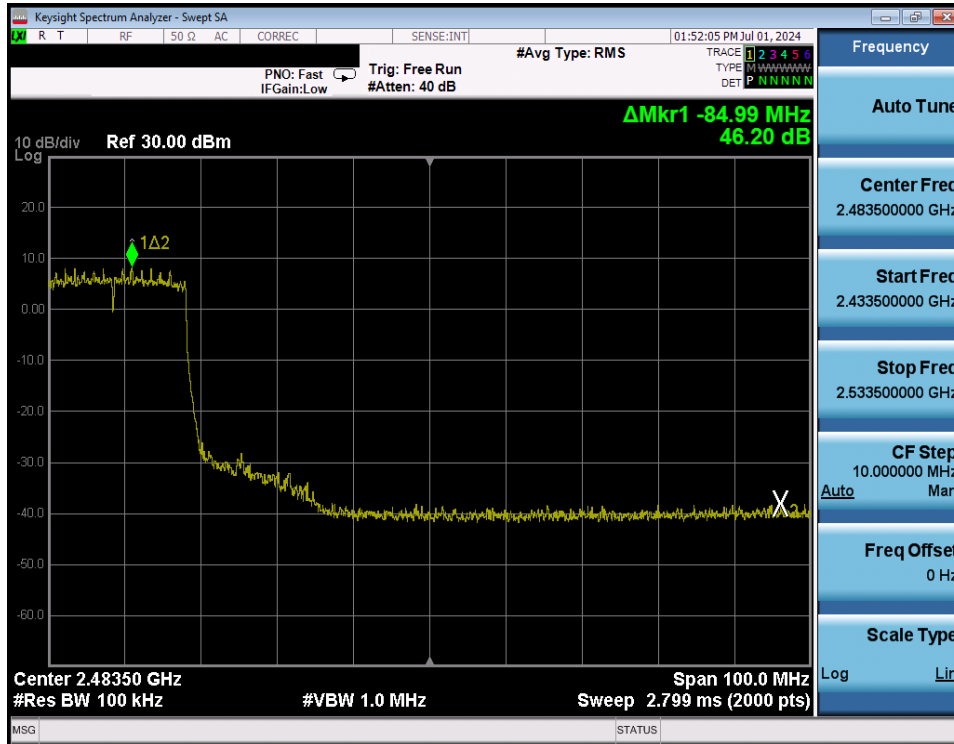 Keysight Spectrum Analyzer - Swept SA
LXI R T RF 50 Ω AC CORREC SENSE:INT 01:52:05 PM Jul 01, 2024
#Avg Type: RMS
TRACE 1 2 3 4 5 6
TYPE M W W W W W
DET P N N N N N
PNO: Fast Trig: Free Run
IFGain:Low #Atten: 40 dB
ΔMkr1 -84.99 MHz
46.20 dB
10 dB/div Ref 30.00 dBm
Log
20.0
1Δ2
10.0
0.00
-10.0
-20.0
-30.0
-40.0
X 2
-50.0
-60.0
Center 2.48350 GHz Span 100.0 MHz
#Res BW 100 kHz #VBW 1.0 MHz Sweep 2.799 ms (2000 pts)
MSG STATUS
Frequency
Auto Tune
Center Freq
2.483500000 GHz
Start Freq
2.433500000 GHz
Stop Freq
2.533500000 GHz
CF Step
10.000000 MHz
Auto Man
Freq Offset
0 Hz
Scale Type
Log Lin